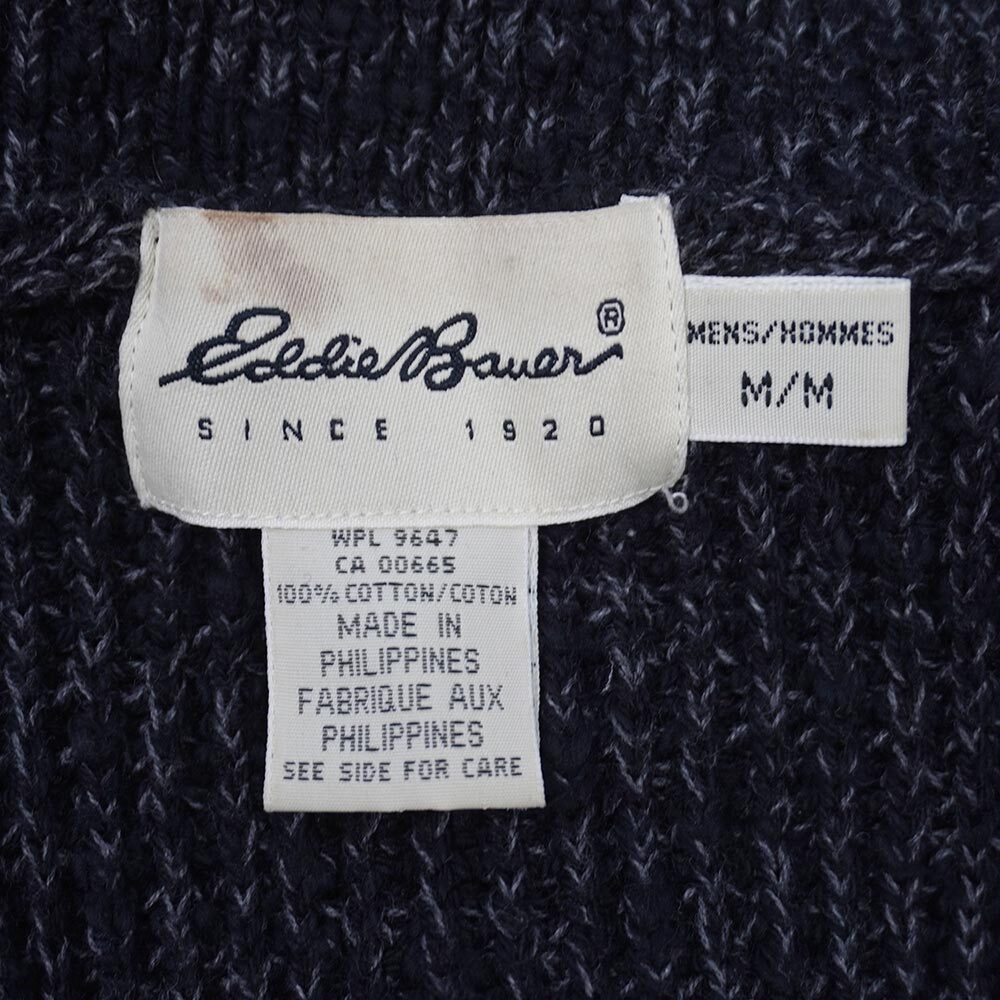 Eddie Bauer ®
SINCE 1920
MENS/HOMMES
M/M
WPL 9647
CA 00665
100% COTTON/COTON
MADE IN
PHILIPPINES
FABRIQUE AUX
PHILIPPINES
SEE SIDE FOR CARE